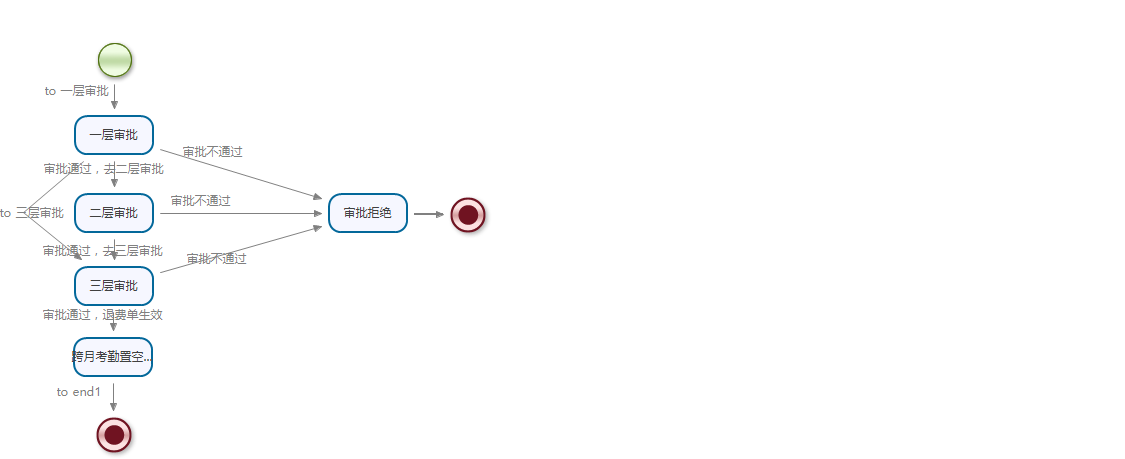 to 一层审批
一层审批
审批不通过
审批通过，去二层审批
审批不通过
to 三层审批
二层审批
审批拒绝
审批通过，去三层审批
审批不通过
三层审批
审批通过，退费单生效
跨月考勤置空...
to end1